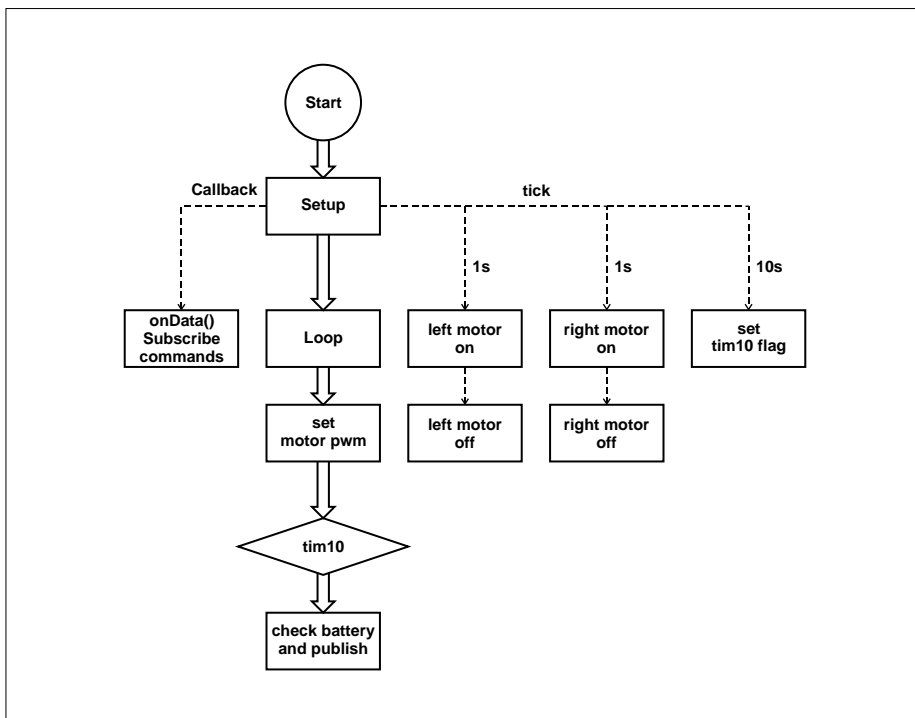 Start
Callback
Setup
tick
1s
1s
10s
onData()
Subscribe
commands
Loop
left motor
on
right motor
on
set
tim10 flag
set
motor pwm
left motor
off
right motor
off
tim10
check battery
and publish